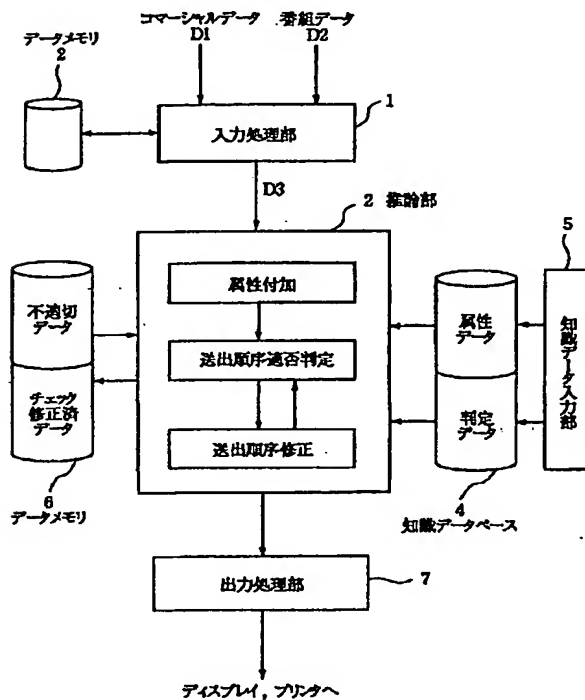 コマーシャルデータ
D1
番組データ
D2
データメモリ
2
1
入力処理部
D3
2 推論部
5
属性付加
送出順序適否判定
送出順序修正
不適切
データ
チェック
修正済
データ
6
データメモリ
属性
データ
判定
データ
知識データ入力部
4
知識データベース
出力処理部
7
ディスプレイ, プリンタへ